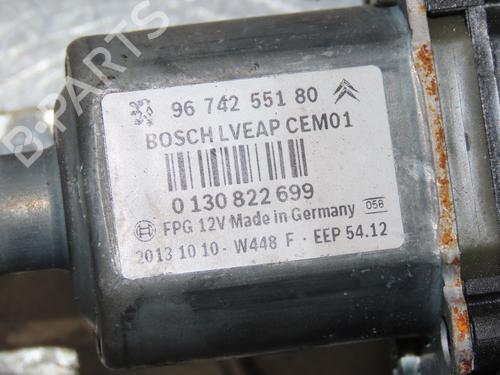 96 742 551 80
BOSCH LVEAP CEM01
0 130 822 699
FPG 12V Made in Germany 058
2013 10 10 - W448 F - EEP 54.12
B-PARTS